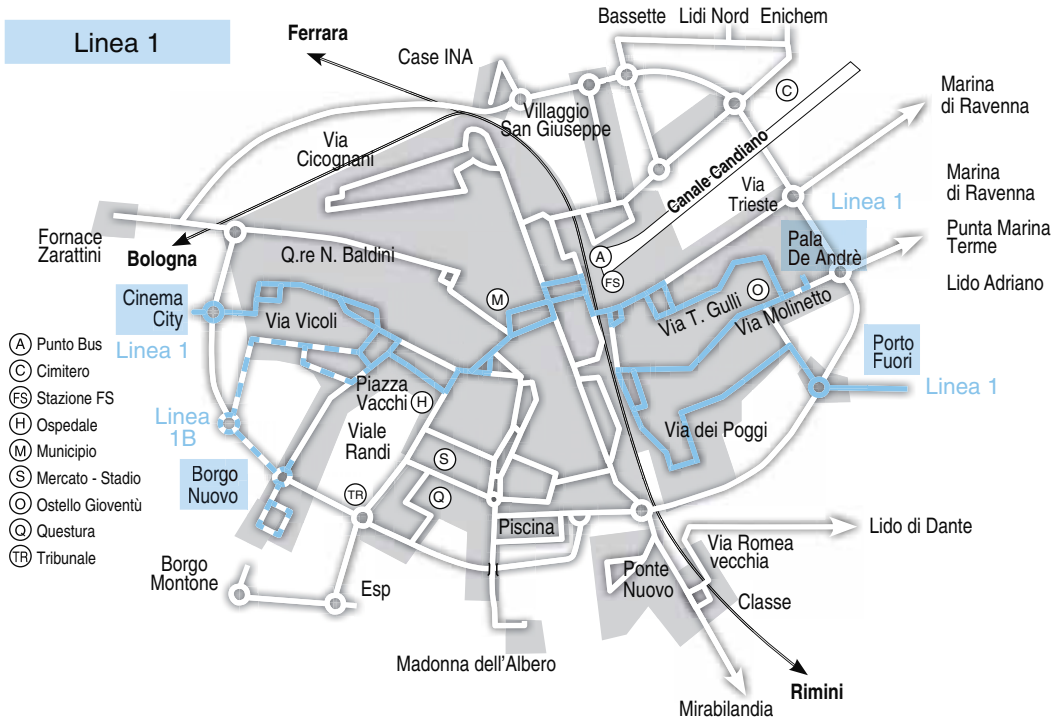 Linea 1
Ferrara
Case INA
Bassette
Lidi Nord
Enichem
C
Villaggio
San Giuseppe
Marina
di Ravenna
Via
Cicognani
Canale Candiano
Via
Trieste
Marina
di Ravenna
Linea 1
Fornace
Zarattini
Bologna
Q.re N. Baldini
A
FS
Pala
De Andrè
Punta Marina
Terme
Lido Adriano
Cinema
City
Linea 1
Via Vicoli
M
Via T. Gulli
O
Via Molinetto
A Punto Bus
C Cimitero
FS Stazione FS
H Ospedale
M Municipio
S Mercato - Stadio
O Ostello Gioventù
Q Questura
TR Tribunale
Piazza
Vacchi
H
Porto
Fuori
Linea 1
Linea
1B
Viale
Randi
Via dei Poggi
Borgo
Nuovo
S
Q
TR
Piscina
Lido di Dante
Via Romea
vecchia
Borgo
Montone
Esp
Ponte
Nuovo
Classe
Madonna dell'Albero
Rimini
Mirabilandia